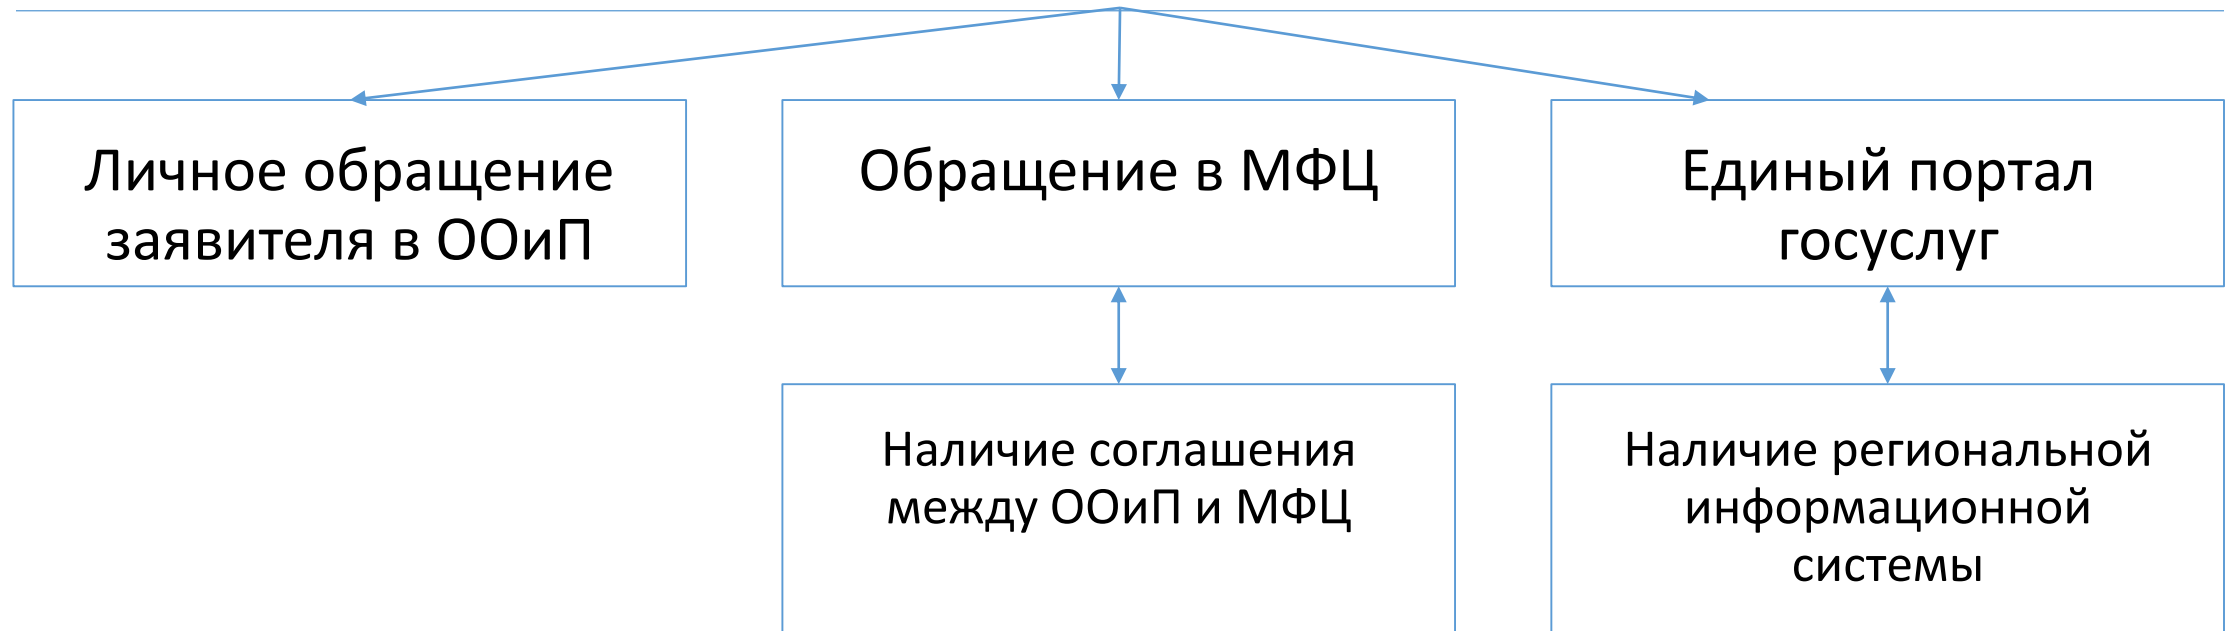 Личное обращение
заявителя в ООиП
Обращение в МФЦ
Единый портал
госуслуг
Наличие соглашения
между ООиП и МФЦ
Наличие региональной
информационной
системы